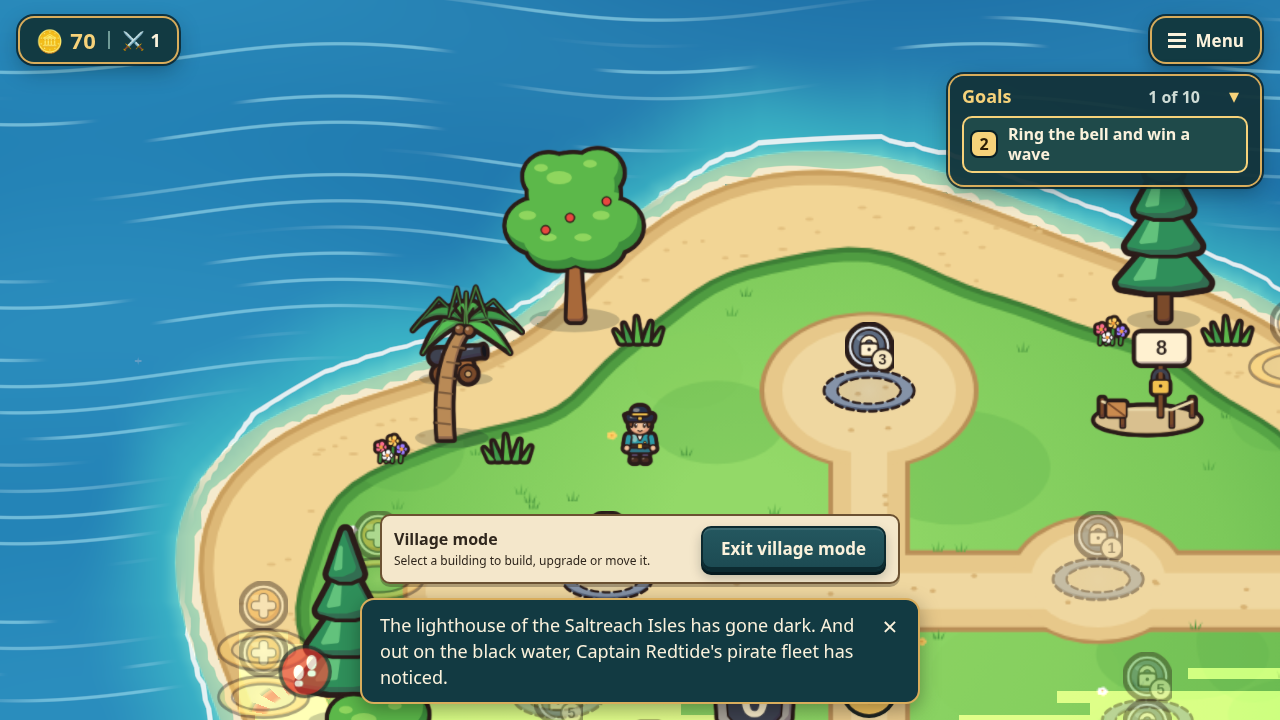 70
1
Menu
Goals
1 of 10
2
Ring the bell and win a
wave
8
3
1
Village mode
Select a building to build, upgrade or move it.
Exit village mode
The lighthouse of the Saltreach Isles has gone dark. And
out on the black water, Captain Redtide's pirate fleet has
noticed.
5
5